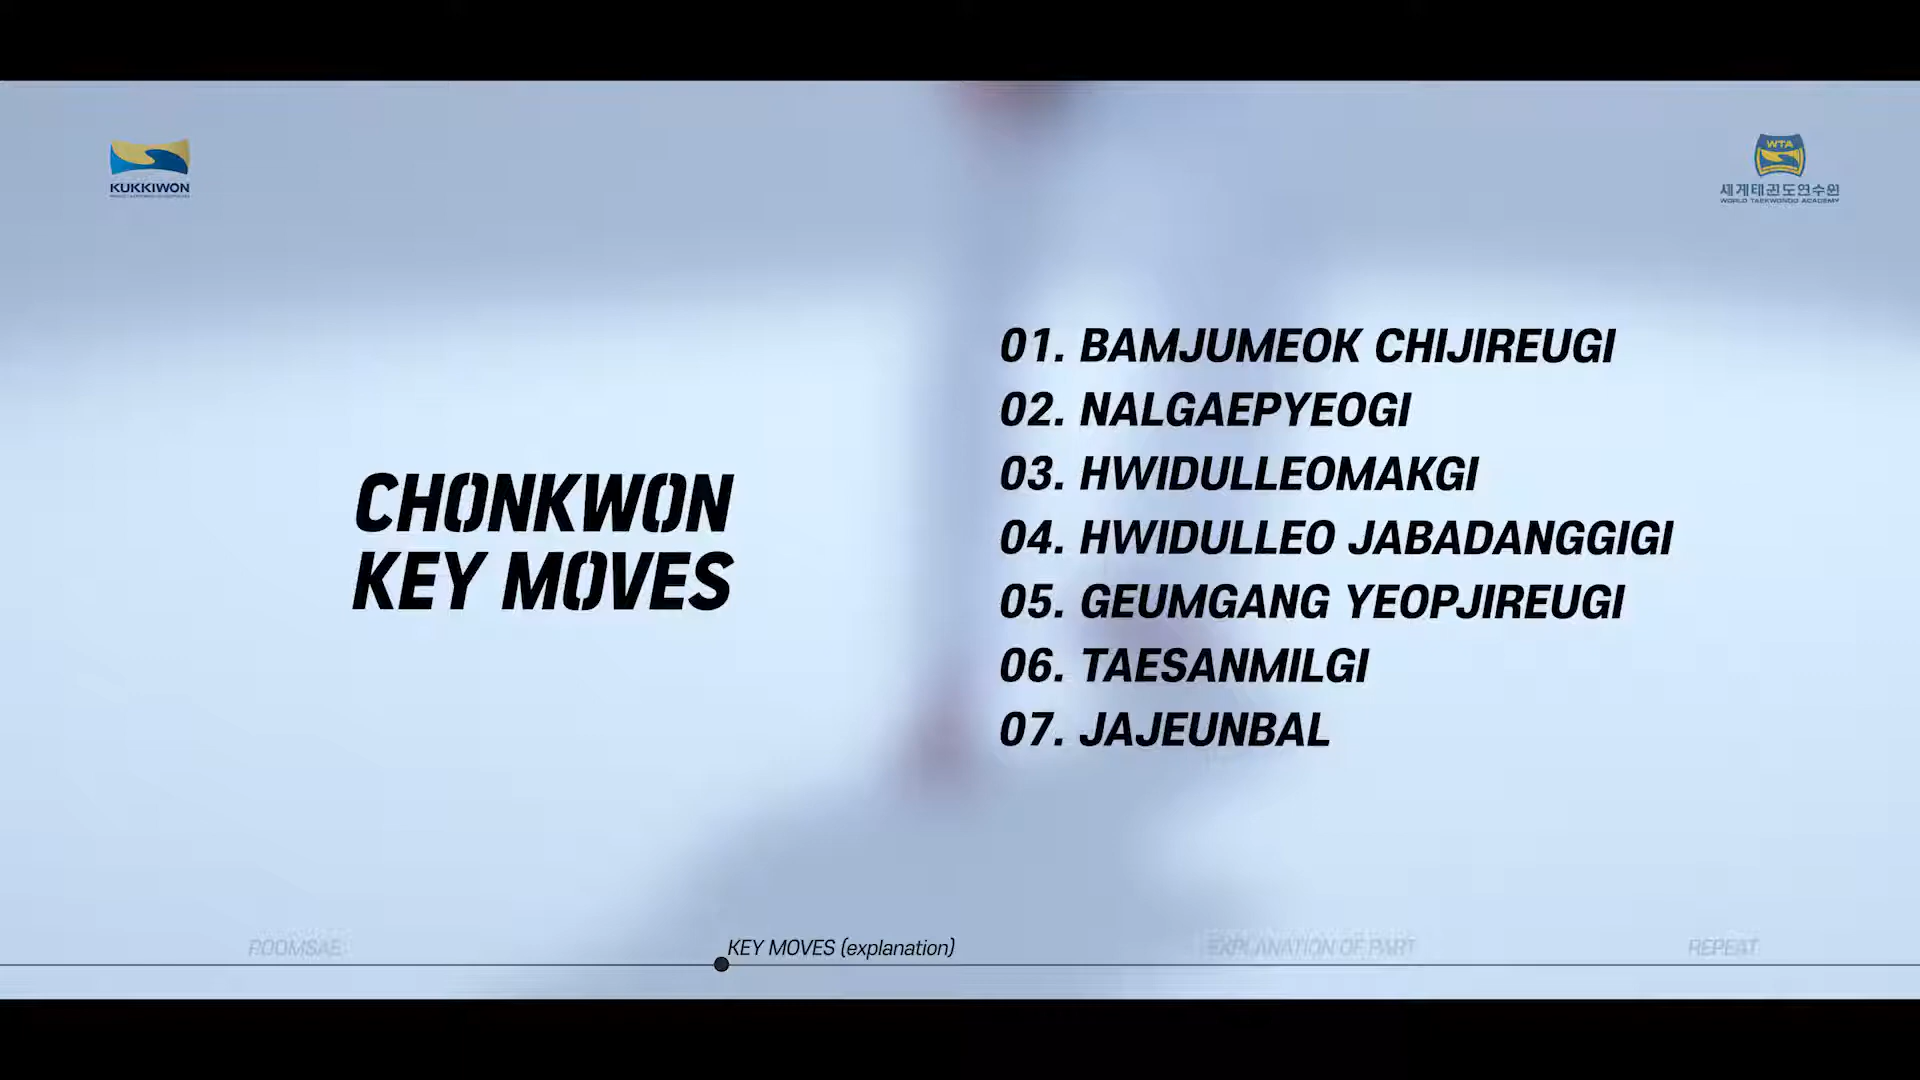 KUKKIWON
WTA
세계태권도연수원
WORLD TAEKWONDO ACADEMY
CHONKWON
KEY MOVES
01. BAMJUMEOK CHIJIREUGI
02. NALGAEPYEOGI
03. HWIDULLEOMAKGI
04. HWIDULLEO JABADANGGIGI
05. GEUMGANG YEOPJIREUGI
06. TAESANMILGI
07. JAJEUNBAL
POOMSAE
KEY MOVES (explanation)
EXPLANATION OF PART
REPEAT